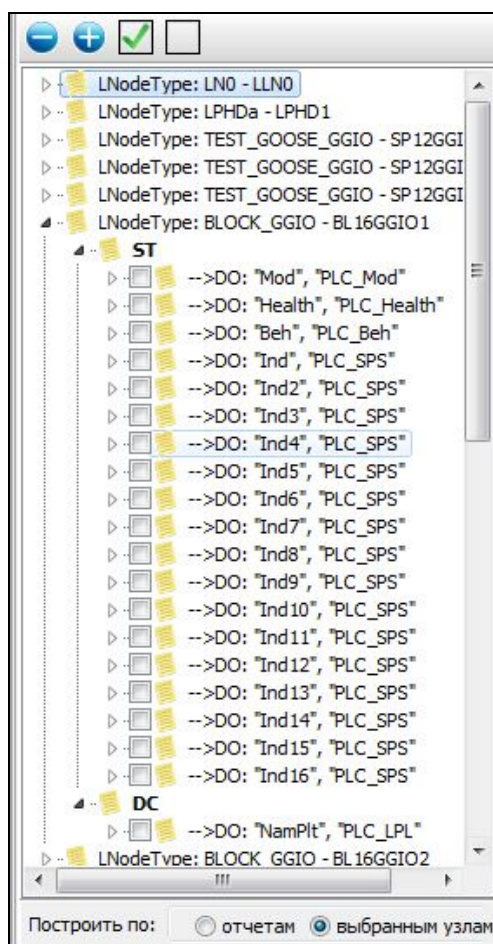 LNodeType: LN0 - LLN0
LNodeType: LPHDa - LPHD1
LNodeType: TEST_GOOSE_GGIO - SP12GGI
LNodeType: TEST_GOOSE_GGIO - SP12GGI
LNodeType: TEST_GOOSE_GGIO - SP12GGI
LNodeType: BLOCK_GGIO - BL16GGIO1
ST
-->DO: "Mod", "PLC_Mod"
-->DO: "Health", "PLC_Health"
-->DO: "Beh", "PLC_Beh"
-->DO: "Ind", "PLC_SPS"
-->DO: "Ind2", "PLC_SPS"
-->DO: "Ind3", "PLC_SPS"
-->DO: "Ind4", "PLC_SPS"
-->DO: "Ind5", "PLC_SPS"
-->DO: "Ind6", "PLC_SPS"
-->DO: "Ind7", "PLC_SPS"
-->DO: "Ind8", "PLC_SPS"
-->DO: "Ind9", "PLC_SPS"
-->DO: "Ind10", "PLC_SPS"
-->DO: "Ind11", "PLC_SPS"
-->DO: "Ind12", "PLC_SPS"
-->DO: "Ind13", "PLC_SPS"
-->DO: "Ind14", "PLC_SPS"
-->DO: "Ind15", "PLC_SPS"
-->DO: "Ind16", "PLC_SPS"
DC
-->DO: "NamPlt", "PLC_LPL"
LNodeType: BLOCK_GGIO - BL16GGIO2
Построить по: отчетам выбранным узлам